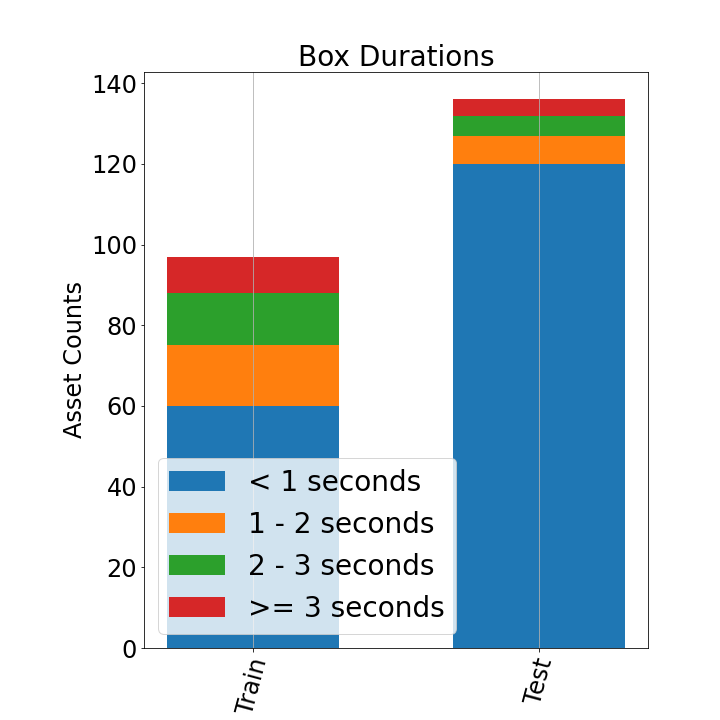 Box Durations
140
120
100
80
60
40
20
0
Asset Counts
< 1 seconds
1 - 2 seconds
2 - 3 seconds
>= 3 seconds
Train
Test